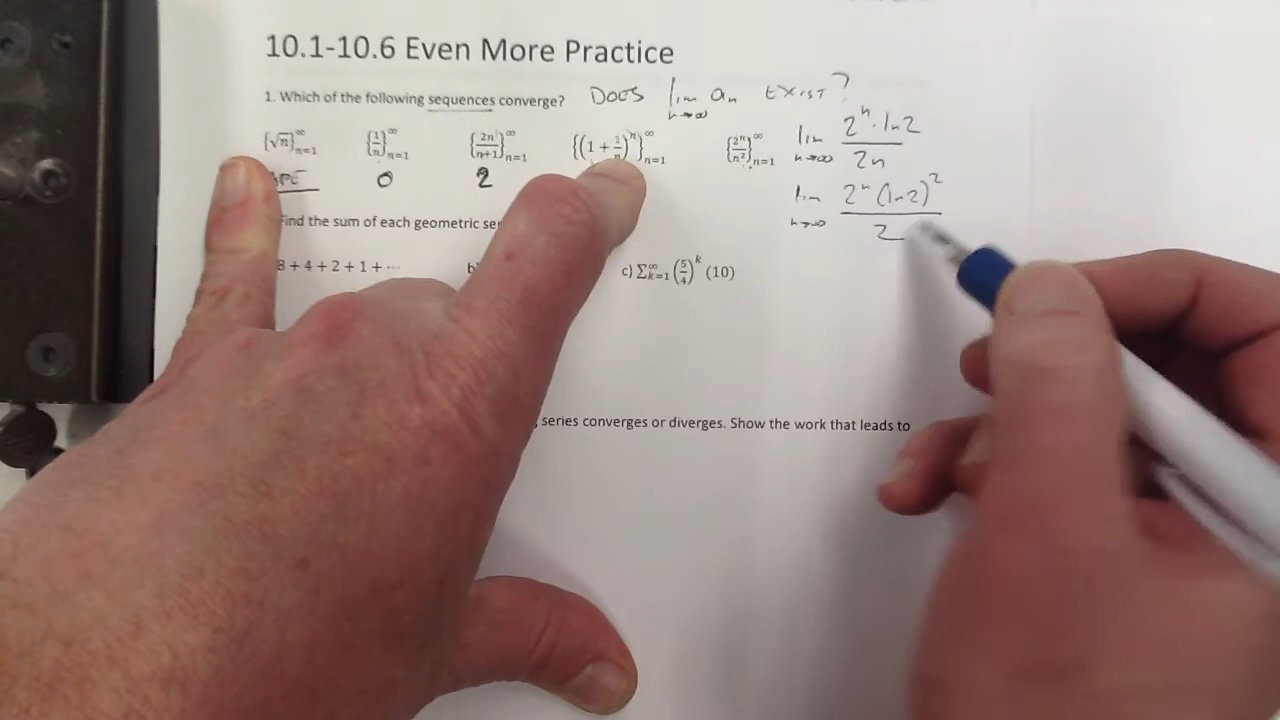 10.1-10.6 Even More Practice
1. Which of the following sequences converge? DOES lim n→∞ an EXIST?
{√n}∞n=1 {1/n}∞n=1 {2n/n+1}∞n=1 {(1 + 1/n)^n}∞n=1 {2^n/n^2}∞n=1 lim n→∞ 2^n · ln2 / 2n
0 2 lim n→∞ 2^n (ln2)^2 / 2
Find the sum of each geometric se
8 + 4 + 2 + 1 + ··· b) c) ∑∞k=1 (5/4)^k (10)
series converges or diverges. Show the work that leads to